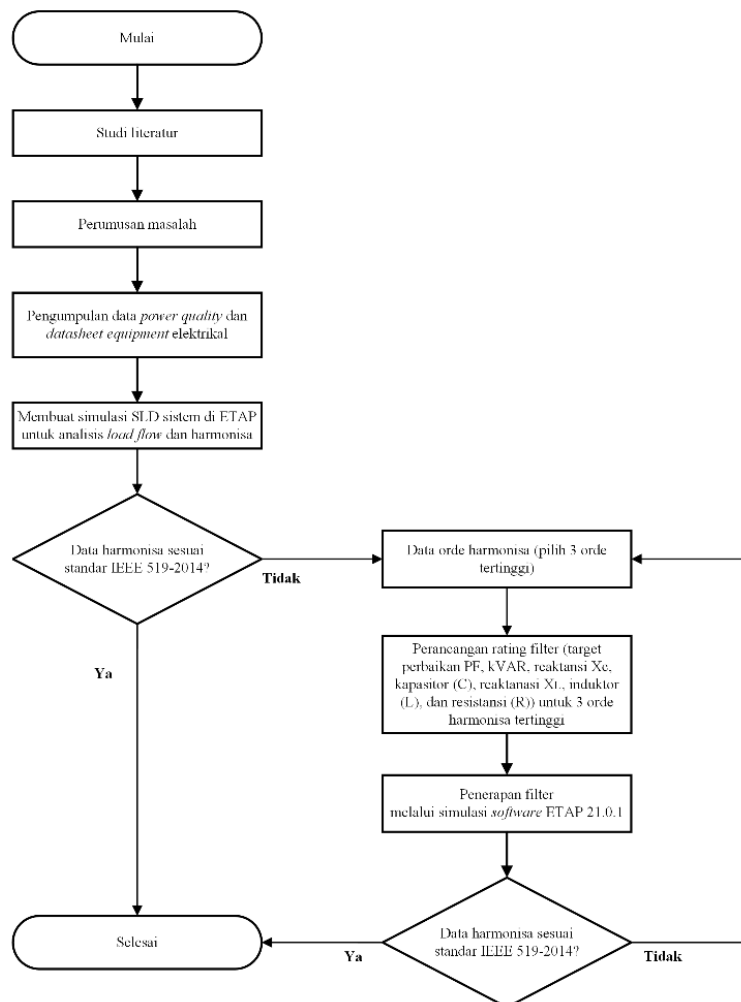 Mulai
Studi literatur
Perumusan masalah
Pengumpulan data power quality dan
datasheet equipment elektrikal
Membuat simulasi SLD sistem di ETAP
untuk analisis load flow dan harmonisa
Data harmonisa sesuai
standar IEEE 519-2014?
Tidak
Ya
Data orde harmonisa (pilih 3 orde
tertinggi)
Perancangan rating filter (target
perbaikan PF, kVAR, reaktansi Xc,
kapasitor (C), reaktanasi XL, induktor
(L), dan resistansi (R)) untuk 3 orde
harmonisa tertinggi
Penerapan filter
melalui simulasi software ETAP 21.0.1
Data harmonisa sesuai
standar IEEE 519-2014?
Ya
Tidak
Selesai